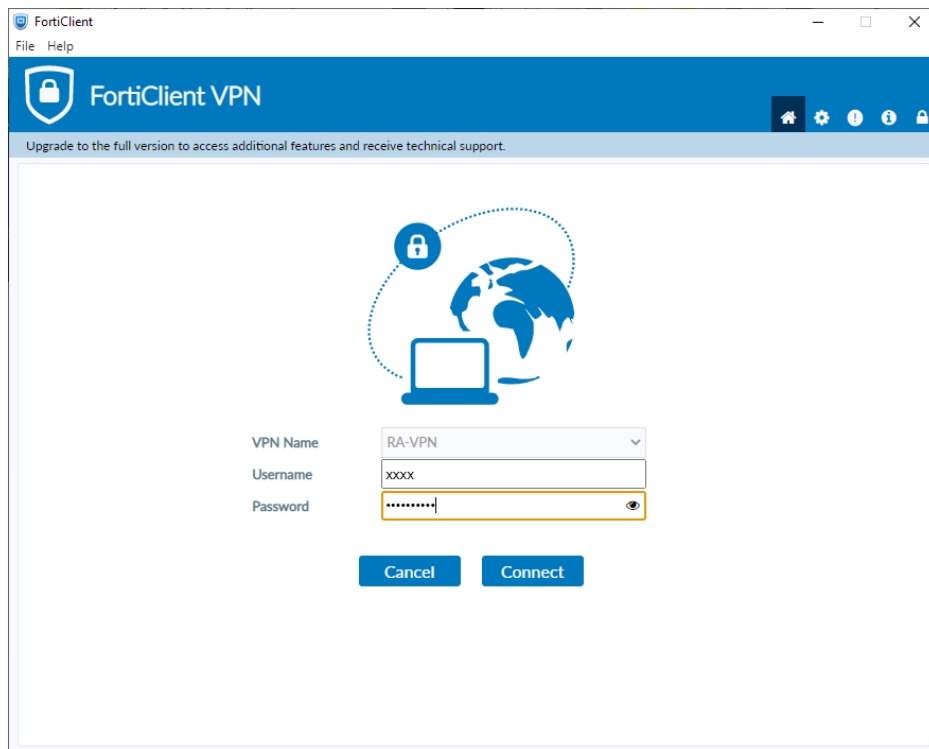 FortiClient
File Help
FortiClient VPN
Upgrade to the full version to access additional features and receive technical support.
VPN Name RA-VPN
Username xxxx
Password ••••••••••
Cancel Connect